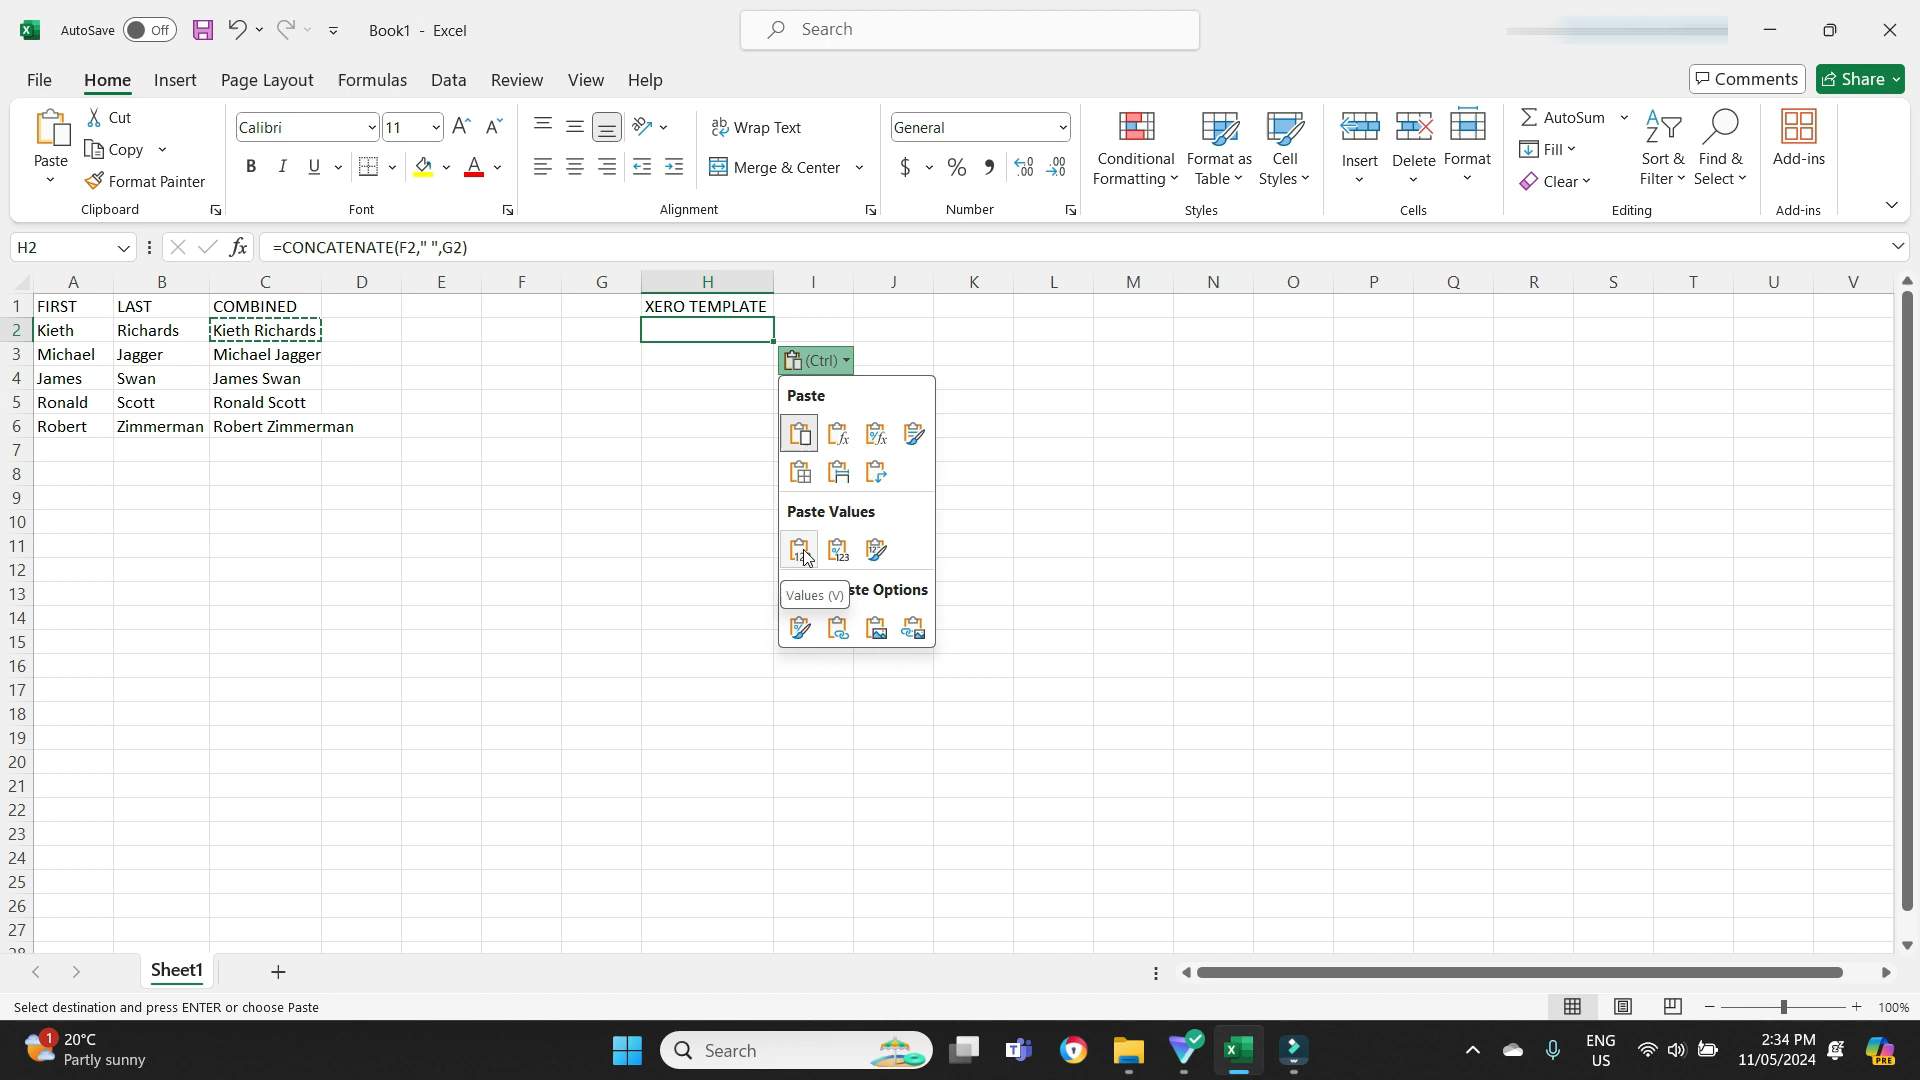 AutoSave Off Book1 - Excel Search
File Home Insert Page Layout Formulas Data Review View Help Comments Share
Paste Cut Copy Format Painter Clipboard
Calibri 11 B I U A Font
ab Wrap Text Merge & Center Alignment
General $ % Number
Conditional Formatting Format as Table Cell Styles Styles
Insert Delete Format Cells
AutoSum Fill Clear Sort & Filter Find & Select Editing
Add-ins Add-ins
H2 fx =CONCATENATE(F2," ",G2)
A B C D E F G H I J K L M N O P Q R S T U V
1 FIRST LAST COMBINED XERO TEMPLATE
2 Kieth Richards Kieth Richards
3 Michael Jagger Michael Jagger
4 James Swan James Swan
5 Ronald Scott Ronald Scott
6 Robert Zimmerman Robert Zimmerman
7
8
9
10
11
12
13
14
15
16
17
18
19
20
21
22
23
24
25
26
27
28
(Ctrl)
Paste
Paste Values
Values (V) ste Options
Sheet1
Select destination and press ENTER or choose Paste 100%
1 20°C
Partly sunny
Search
ENG
US
2:34 PM
11/05/2024
PRE